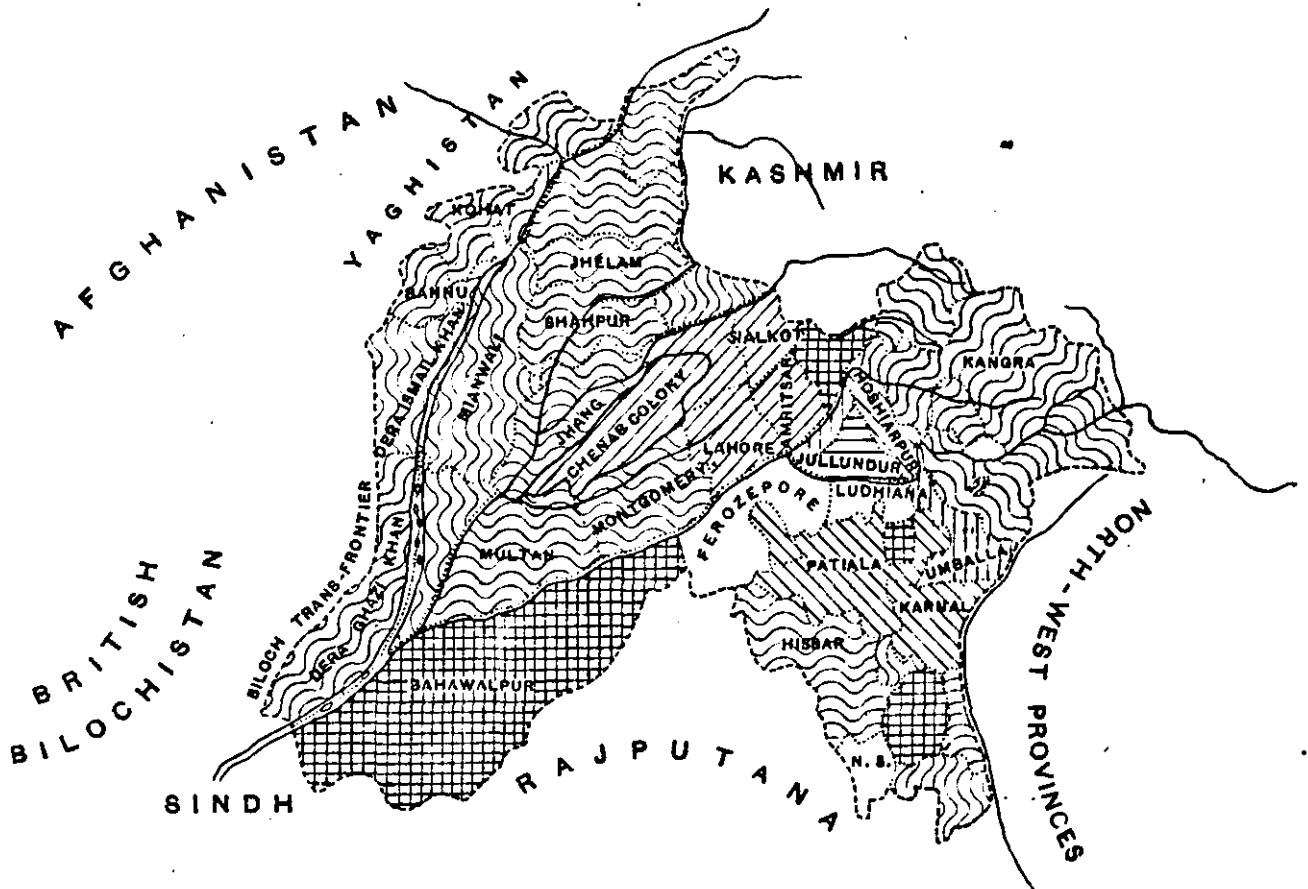 AFGHANISTAN
YAGHISTAN
KASHMIR
KOHAT
JHELAM
BANNU
SHAHPUR
SIALKOT
KANGRA
DERA ISMAIL KHAN
MIANWALI
AMRITSARA
HOSHIARPUR
JHANG
CHENAB COLONY
LAHORE
JULLUNDUR
LUDHIANA
MONTGOMERY
FEROZEPORE
MULTAN
PATIALA
UMBALLA
KARNAL
BILOCH TRANS-FRONTIER
DERA GHAZI KHAN
HISSAR
BAHAWALPUR
NORTH-WEST PROVINCES
BRITISH
BILOCHISTAN
RAJPUTANA
N. S.
SINDH